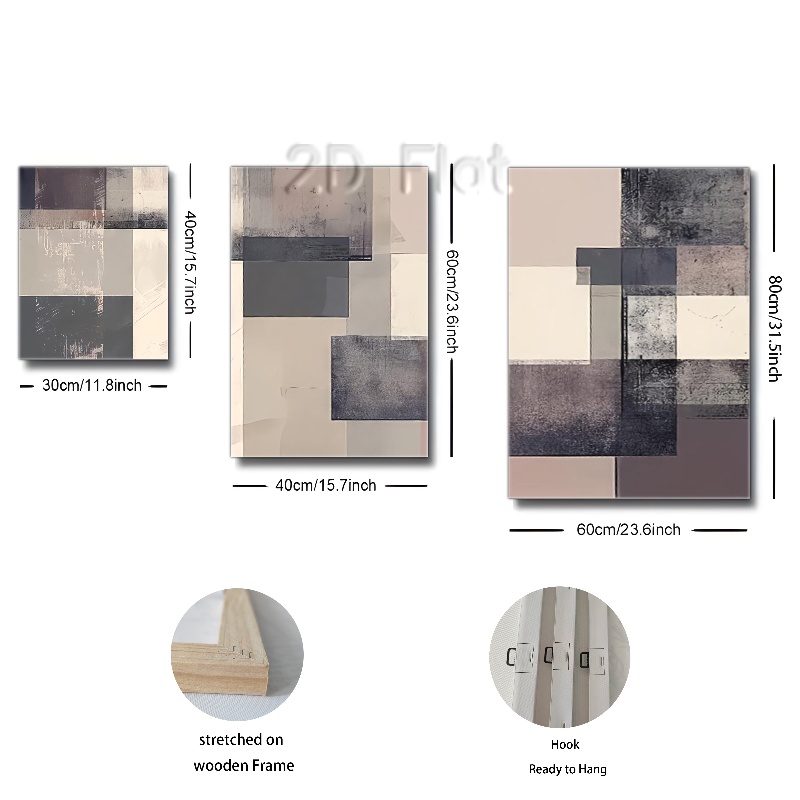 2D Flat
40cm/15.7inch
30cm/11.8inch
60cm/23.6inch
40cm/15.7inch
80cm/31.5inch
60cm/23.6inch
stretched on
wooden Frame
Hook
Ready to Hang